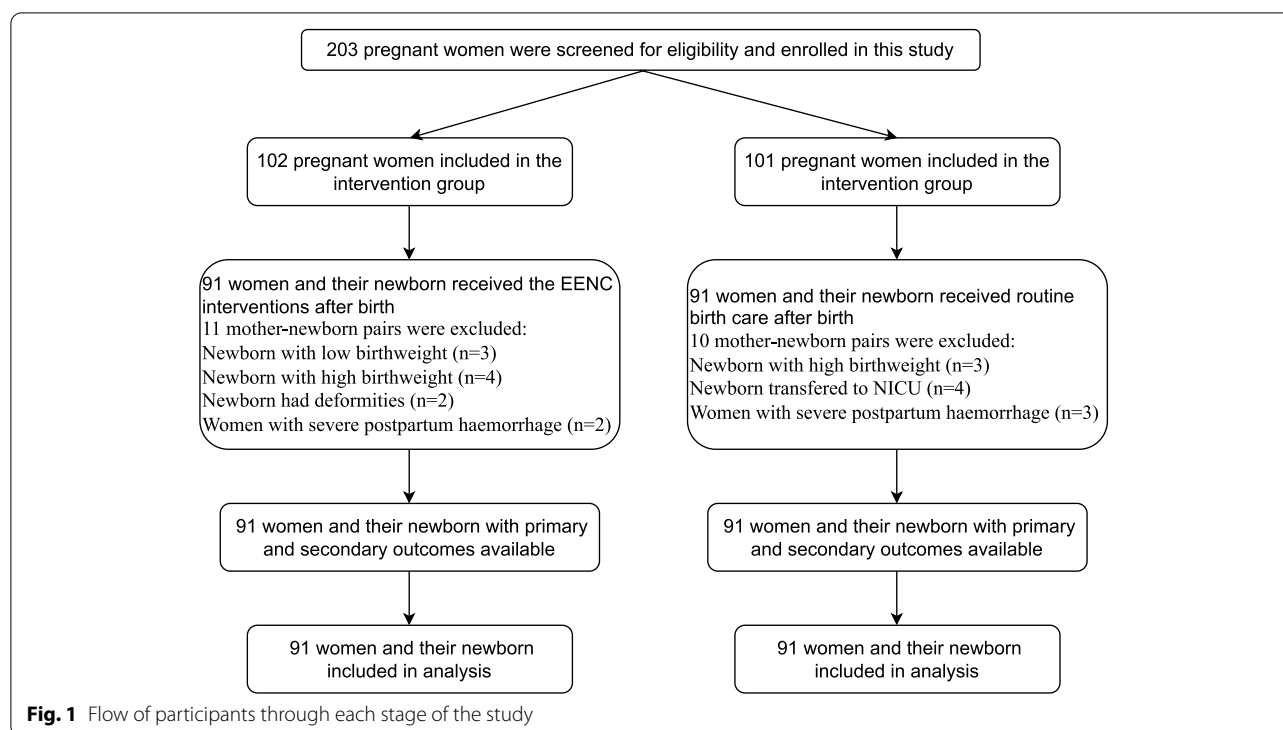 203 pregnant women were screened for eligibility and enrolled in this study
102 pregnant women included in the
intervention group
101 pregnant women included in the
intervention group
91 women and their newborn received the EENC
interventions after birth
11 mother-newborn pairs were excluded:
Newborn with low birthweight (n=3)
Newborn with high birthweight (n=4)
Newborn had deformities (n=2)
Women with severe postpartum haemorrhage (n=2)
91 women and their newborn received routine
birth care after birth
10 mother-newborn pairs were excluded:
Newborn with high birthweight (n=3)
Newborn transfered to NICU (n=4)
Women with severe postpartum haemorrhage (n=3)
91 women and their newborn with primary
and secondary outcomes available
91 women and their newborn with primary
and secondary outcomes available
91 women and their newborn
included in analysis
91 women and their newborn
included in analysis
Fig. 1 Flow of participants through each stage of the study